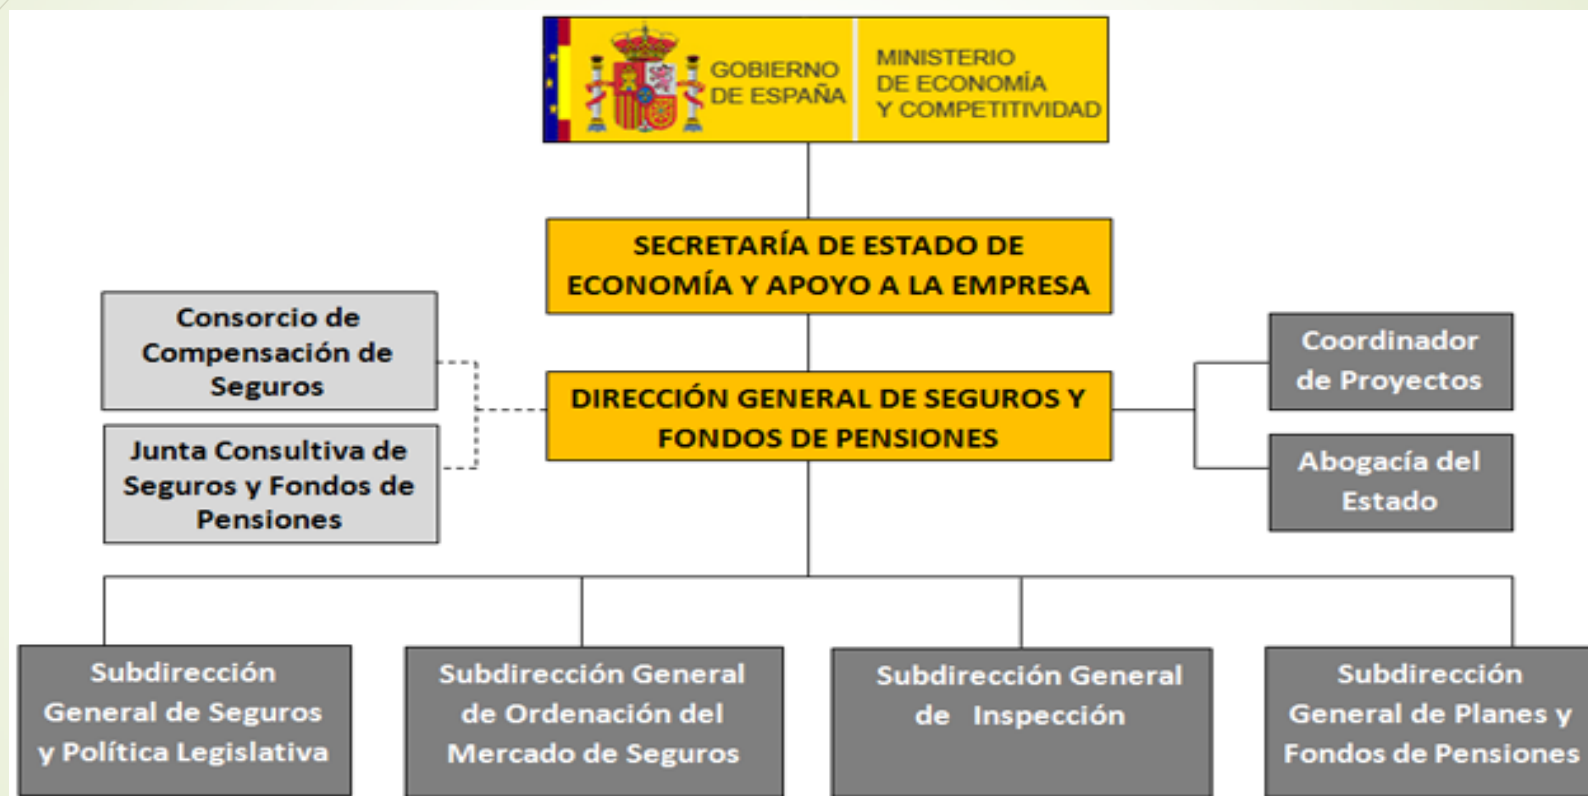 GOBIERNO
DE ESPAÑA
MINISTERIO
DE ECONOMÍA
Y COMPETITIVIDAD
SECRETARÍA DE ESTADO DE
ECONOMÍA Y APOYO A LA EMPRESA
Consorcio de
Compensación de
Seguros
Junta Consultiva de
Seguros y Fondos de
Pensiones
DIRECCIÓN GENERAL DE SEGUROS Y
FONDOS DE PENSIONES
Coordinador
de Proyectos
Abogacía del
Estado
Subdirección
General de Seguros
y Política Legislativa
Subdirección General
de Ordenación del
Mercado de Seguros
Subdirección General
de Inspección
Subdirección
General de Planes y
Fondos de Pensiones